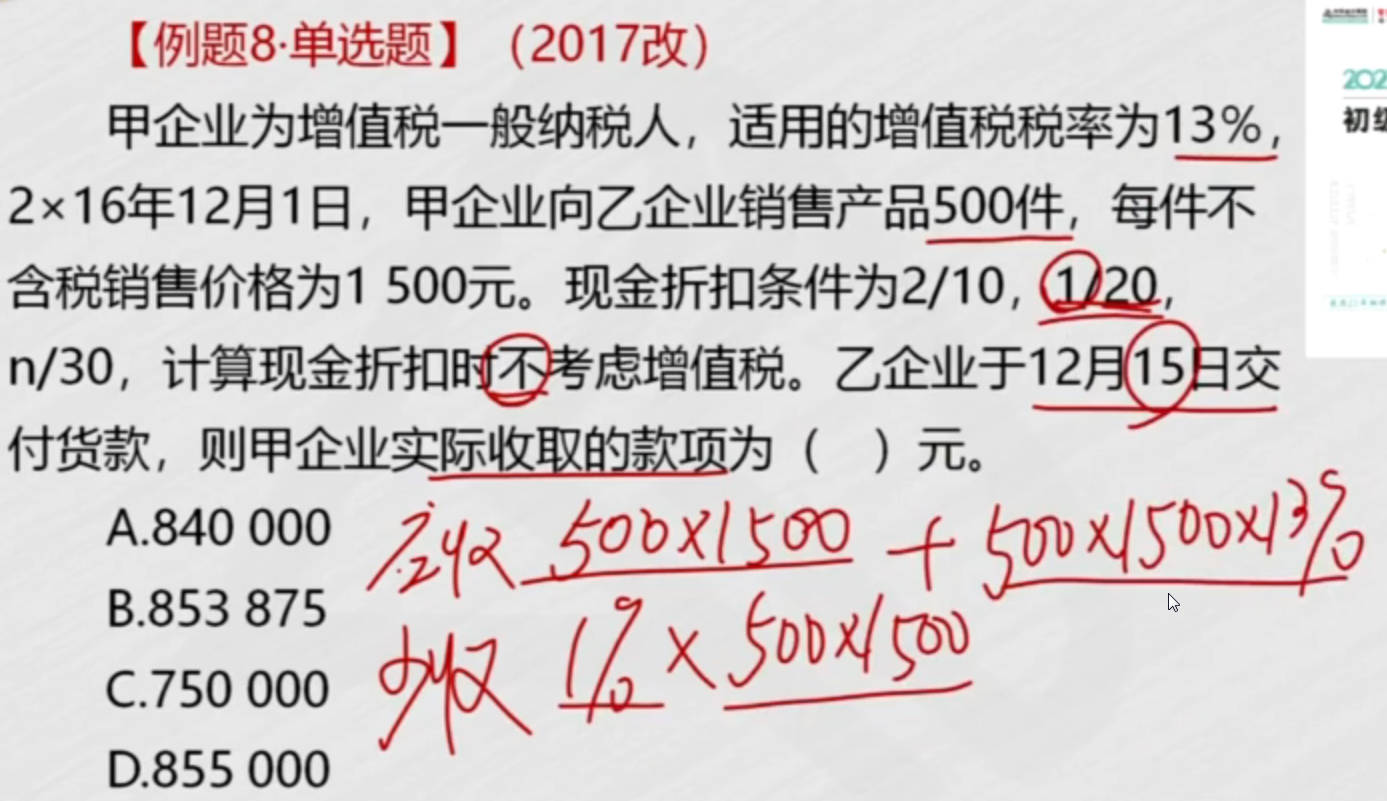 【例题8·单选题】（2017改）
甲企业为增值税一般纳税人，适用的增值税税率为13%，
2×16年12月1日，甲企业向乙企业销售产品500件，每件不
含税销售价格为1 500元。现金折扣条件为2/10，1/20，
n/30，计算现金折扣时不考虑增值税。乙企业于12月15日交
付货款，则甲企业实际收取的款项为（ ）元。
A.840 000
应收 500×1500 + 500×1500×13%
B.853 875
少收 1% × 500×1500
C.750 000
D.855 000
202
初级